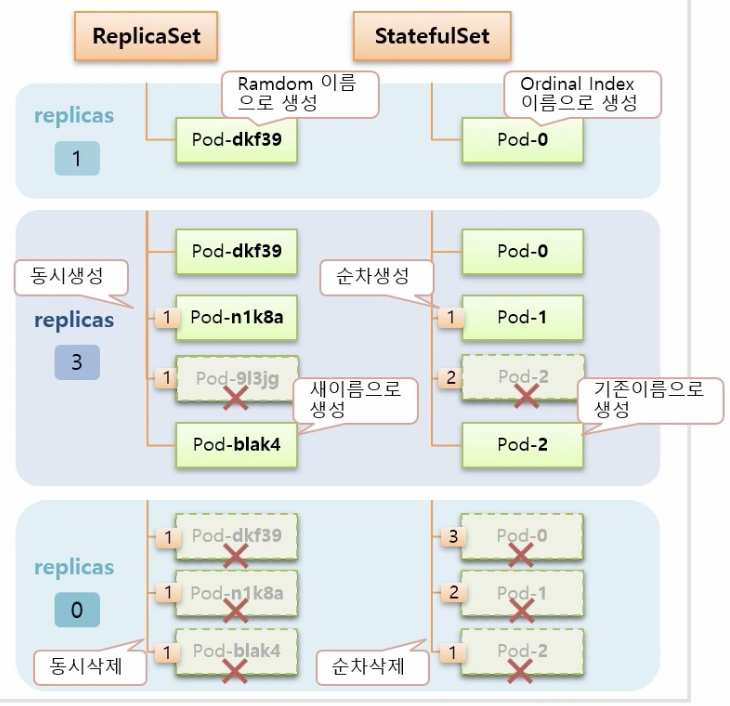 ReplicaSet
StatefulSet
Ramdom 이름
으로 생성
Ordinal Index
이름으로 생성
replicas
1
Pod-dkf39
Pod-0
Pod-dkf39
Pod-0
동시생성
순차생성
replicas
3
1
Pod-n1k8a
1
Pod-1
1
Pod-9l3jg
2
Pod-2
새이름으로
생성
기존이름으로
생성
Pod-blak4
Pod-2
replicas
0
1
Pod-dkf39
3
Pod-0
1
Pod-n1k8a
2
Pod-1
1
Pod-blak4
1
Pod-2
동시삭제
순차삭제